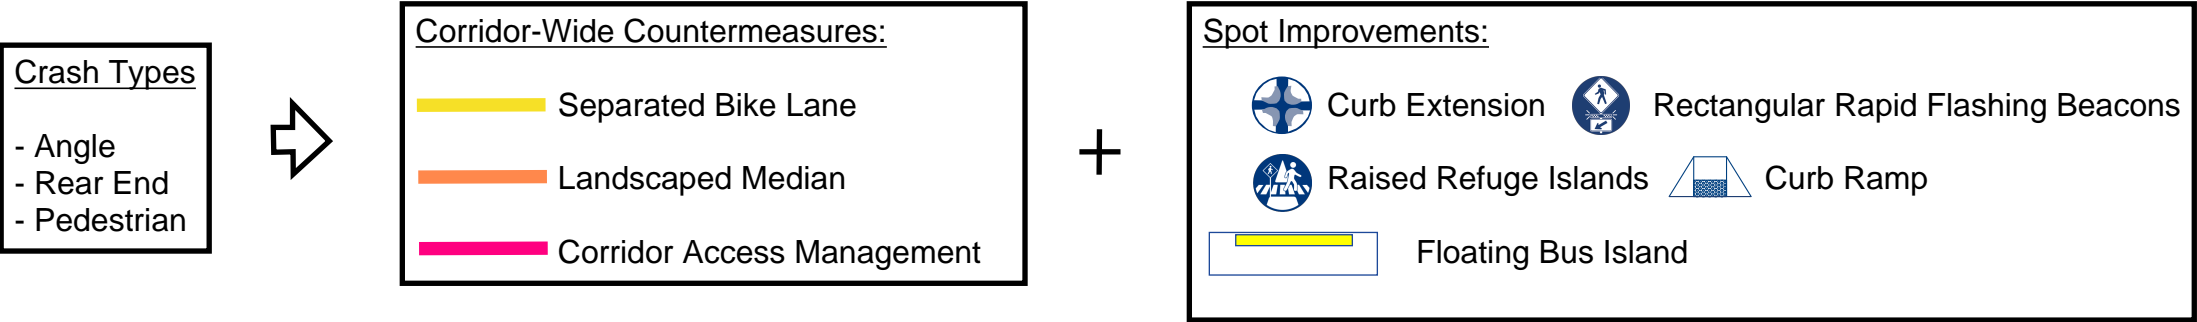 Crash Types
- Angle
- Rear End
- Pedestrian
Corridor-Wide Countermeasures:
Separated Bike Lane
Landscaped Median
Corridor Access Management
+
Spot Improvements:
Curb Extension Rectangular Rapid Flashing Beacons
Raised Refuge Islands Curb Ramp
Floating Bus Island